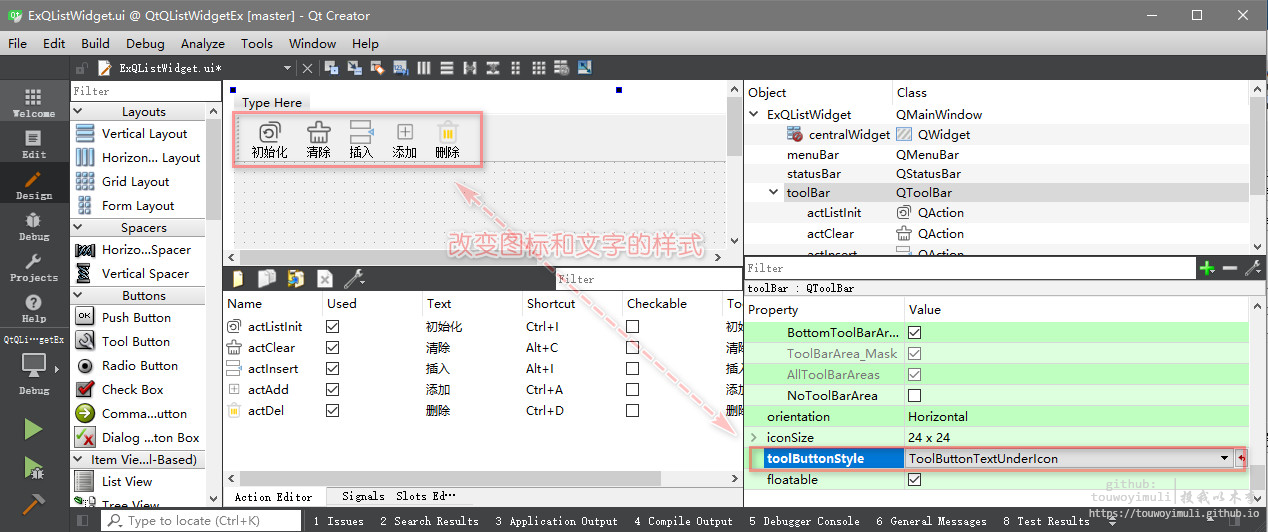 ExQListWidget.ui @ QtQListWidgetEx [master] - Qt Creator
File Edit Build Debug Analyze Tools Window Help
ExQListWidget.ui*
Welcome
Edit
Design
Debug
Projects
Help
QtQLi···getEx
Debug
Filter
Layouts
Vertical Layout
Horizon... Layout
Grid Layout
Form Layout
Spacers
Horizo...Spacer
Vertical Spacer
Buttons
Push Button
Tool Button
Radio Button
Check Box
Comma...utton
Dialog ...ton Box
Item Vie...l-Based)
List View
Tree View
Type Here
初始化 清除 插入 添加 删除
改变图标和文字的样式
Filter
Name Used Text Shortcut Checkable To
actListInit 初始化 Ctrl+I 初
actClear 清除 Alt+C 清除
actInsert 插入 Alt+I 插入
actAdd 添加 Ctrl+A 添加
actDel 删除 Ctrl+D 删除
Action Editor Signals Slots Ed···
Object Class
ExQListWidget QMainWindow
centralWidget QWidget
menuBar QMenuBar
statusBar QStatusBar
toolBar QToolBar
actListInit QAction
actClear QAction
actInsert QAction
Filter
toolBar : QToolBar
Property Value
BottomToolBarAr...
ToolBarArea_Mask
AllToolBarAreas
NoToolBarArea
orientation Horizontal
iconSize 24 x 24
toolButtonStyle ToolButtonTextUnderIcon
floatable
github:
touwoyimuli|投我以木
https://touwoyimuli.github.io
Type to locate (Ctrl+K) 1 Issues 2 Search Results 3 Application Output 4 Compile Output 5 Debugger Console 6 General Messages 8 Test Results